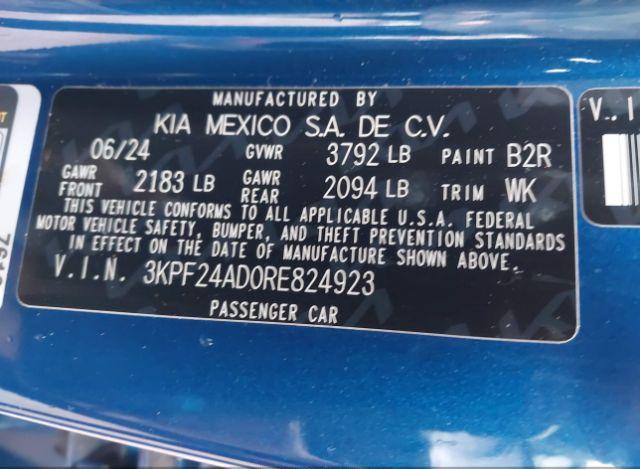 MANUFACTURED BY
KIA MEXICO S.A. DE C.V.
06/24 GVWR 3792 LB PAINT B2R
GAWR FRONT 2183 LB GAWR REAR 2094 LB TRIM WK
THIS VEHICLE CONFORMS TO ALL APPLICABLE U.S.A. FEDERAL
MOTOR VEHICLE SAFETY, BUMPER, AND THEFT PREVENTION STANDARDS
IN EFFECT ON THE DATE OF MANUFACTURE SHOWN ABOVE.
V.I.N. 3KPF24AD0RE824923
PASSENGER CAR
V.I